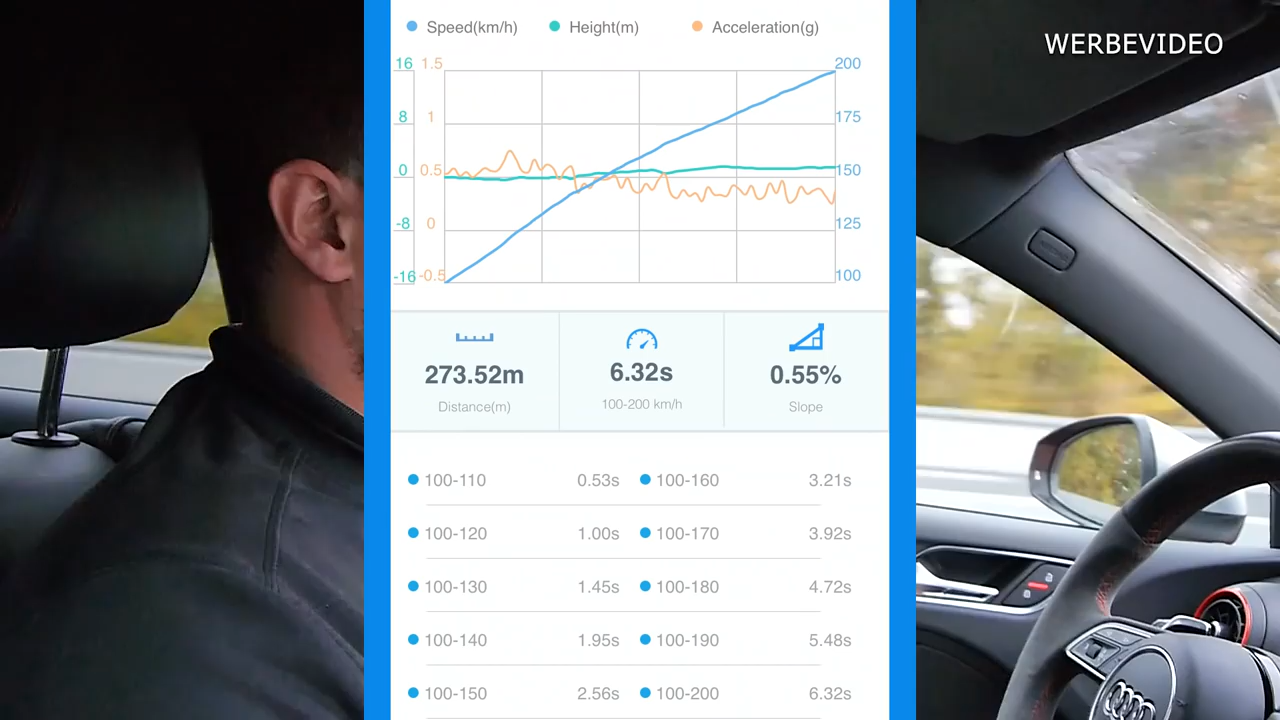 Speed(km/h) Height(m) Acceleration(g)
WERBEVIDEO
16 1.5 200
8 1 175
0 0.5 150
-8 0 125
-16 -0.5 100
273.52m 6.32s 0.55%
Distance(m) 100-200 km/h Slope
100-110 0.53s 100-160 3.21s
100-120 1.00s 100-170 3.92s
100-130 1.45s 100-180 4.72s
100-140 1.95s 100-190 5.48s
100-150 2.56s 100-200 6.32s